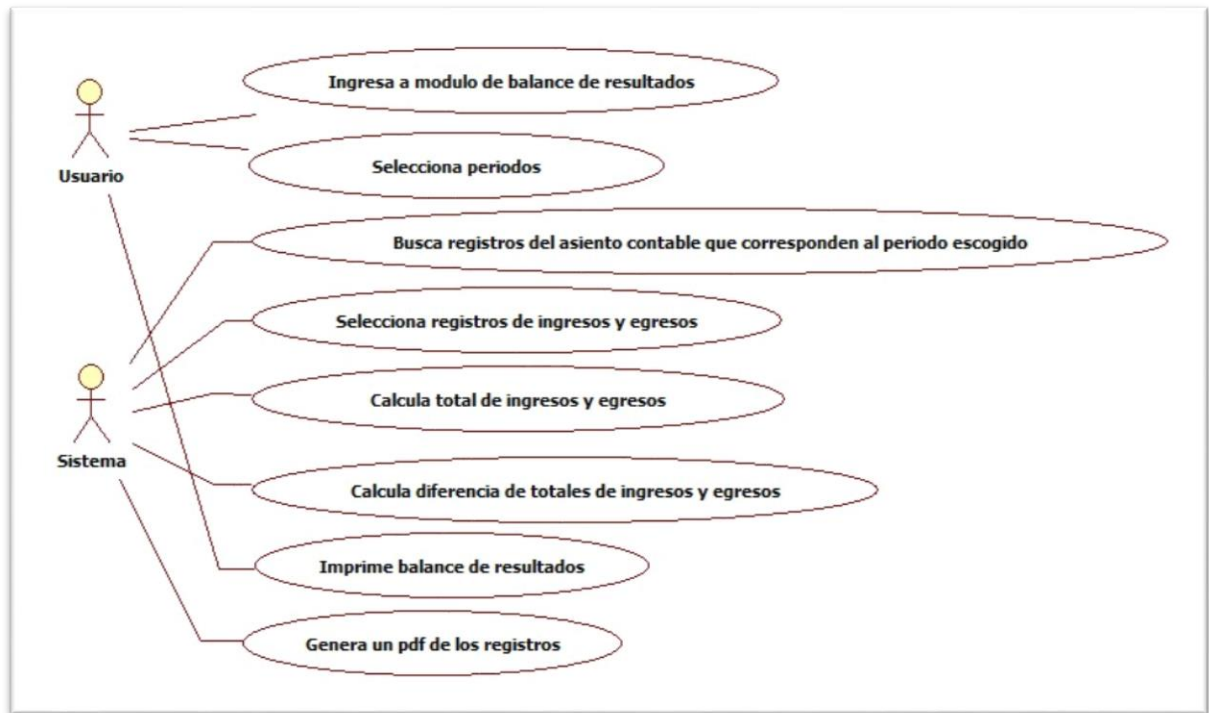 Ingresa a modulo de balance de resultados
Usuario
Selecciona periodos
Busca registros del asiento contable que corresponden al periodo escogido
Selecciona registros de ingresos y egresos
Calcula total de ingresos y egresos
Sistema
Calcula diferencia de totales de ingresos y egresos
Imprime balance de resultados
Genera un pdf de los registros